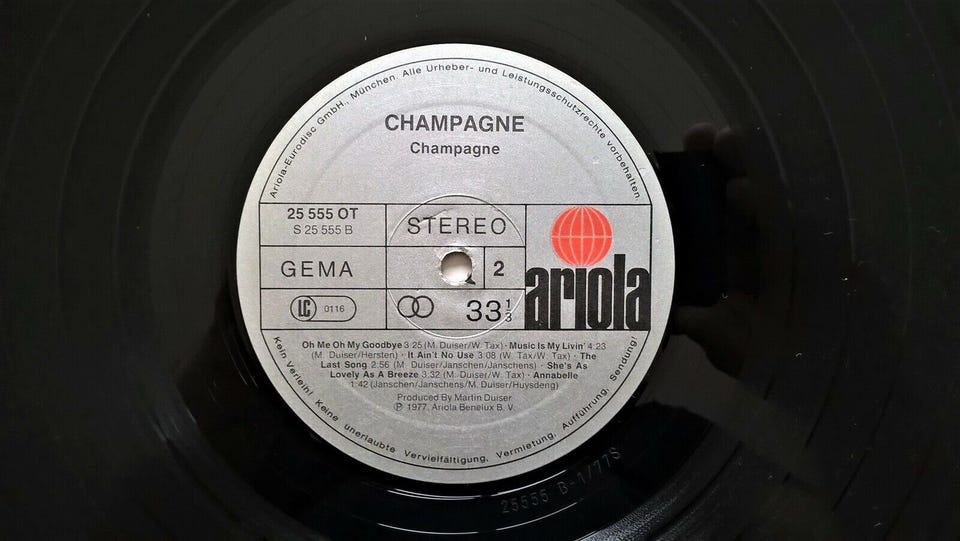 Ariola-Eurodisc GmbH., München. Alle Urheber- und Leistungsschutzrechte vorbehalten.
CHAMPAGNE
Champagne
25 555 OT
S 25 555 B
STEREO
GEMA
2
ariola
LC 0116
33 1/3
Oh Me Oh My Goodbye 3:25 (M. Duiser/W. Tax) · Music Is My Livin' 4:23
(M. Duiser/Hersten) · It Ain't No Use 3:08 (W. Tax/W. Tax) · The
Last Song 2:56 (M. Duiser/Janschen/Janschens) · She's As
Lovely As A Breeze 3:32 (M. Duiser/W. Tax) · Annabelle
1:42 (Janschen/Janschens/M. Duiser/Huysdeng)
Produced By Martin Duiser
℗ 1977, Ariola Benelux B. V.
Kein Verleih! Keine unerlaubte Vervielfältigung, Vermietung, Aufführung, Sendung!
25555 B-1/77S